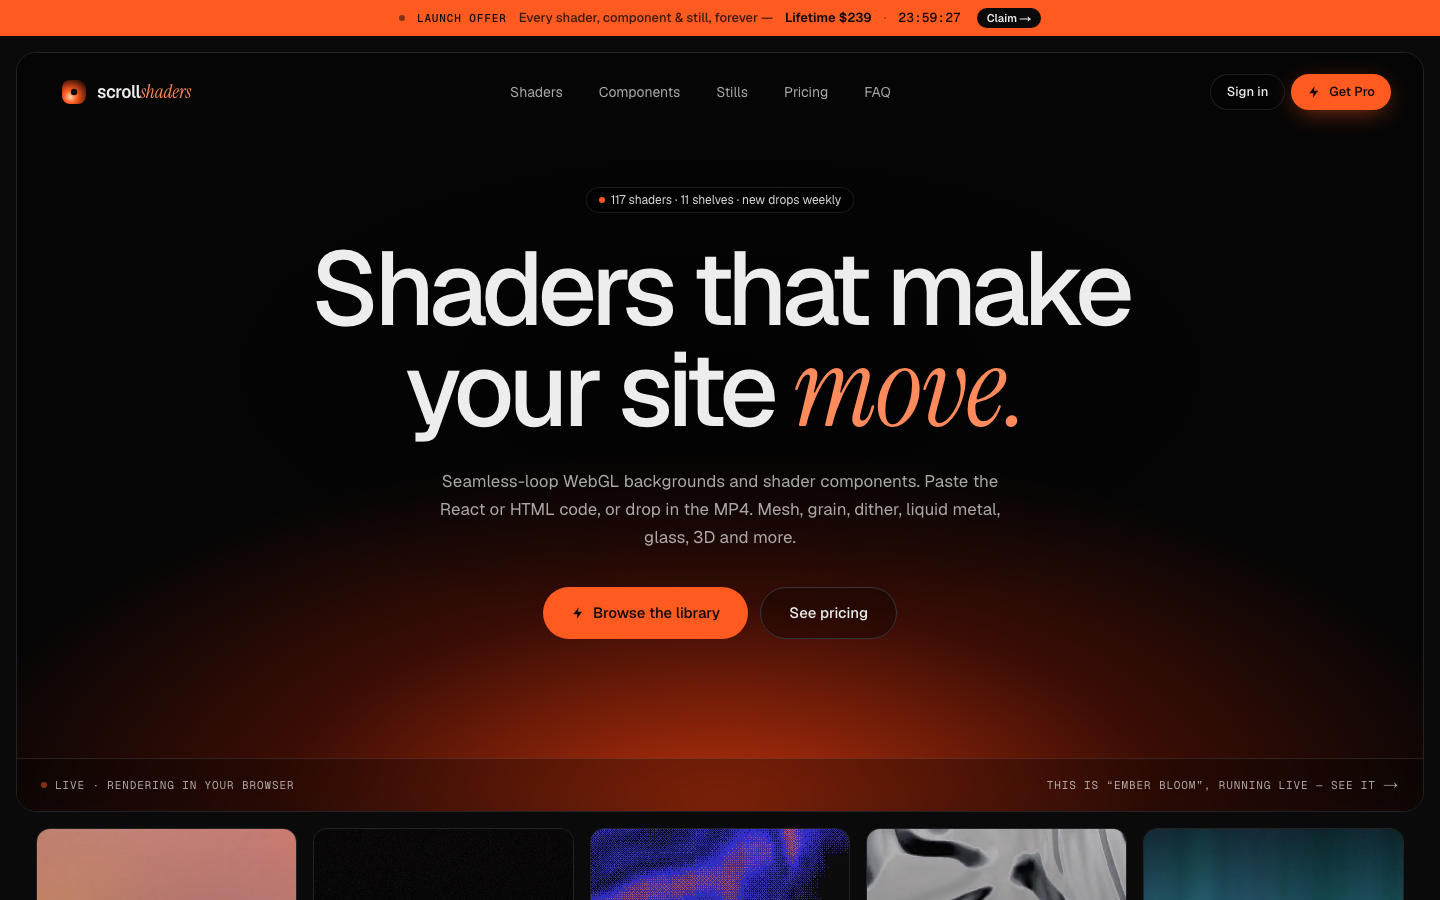 LAUNCH OFFER Every shader, component & still, forever — Lifetime $239 · 23:59:27 Claim →
scrollshaders
Shaders Components Stills Pricing FAQ
Sign in Get Pro
117 shaders · 11 shelves · new drops weekly
Shaders that make
your site move.
Seamless-loop WebGL backgrounds and shader components. Paste the
React or HTML code, or drop in the MP4. Mesh, grain, dither, liquid metal,
glass, 3D and more.
Browse the library See pricing
LIVE · RENDERING IN YOUR BROWSER
THIS IS “EMBER BLOOM”, RUNNING LIVE — SEE IT →